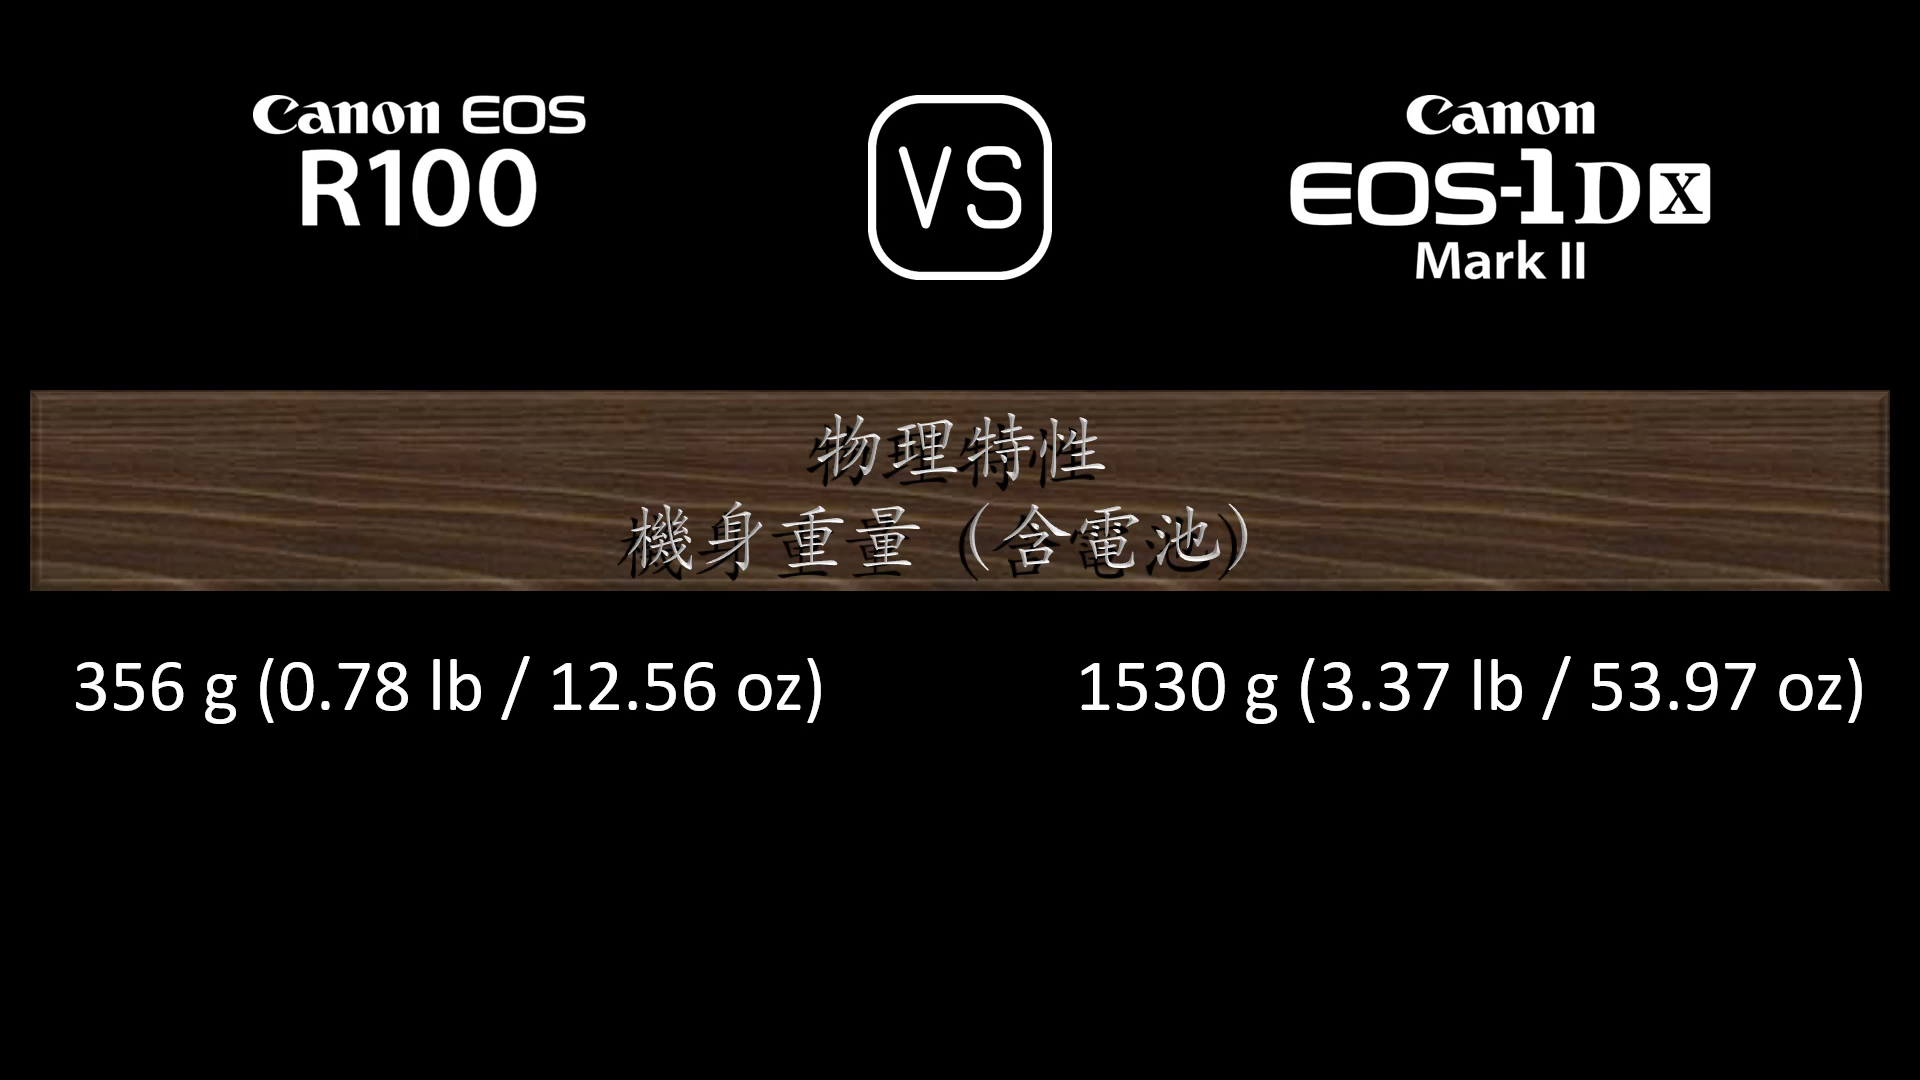 Canon EOS
R100
VS
Canon
EOS-1D X
Mark II
物理特性
機身重量（含電池）
356 g (0.78 lb / 12.56 oz)
1530 g (3.37 lb / 53.97 oz)